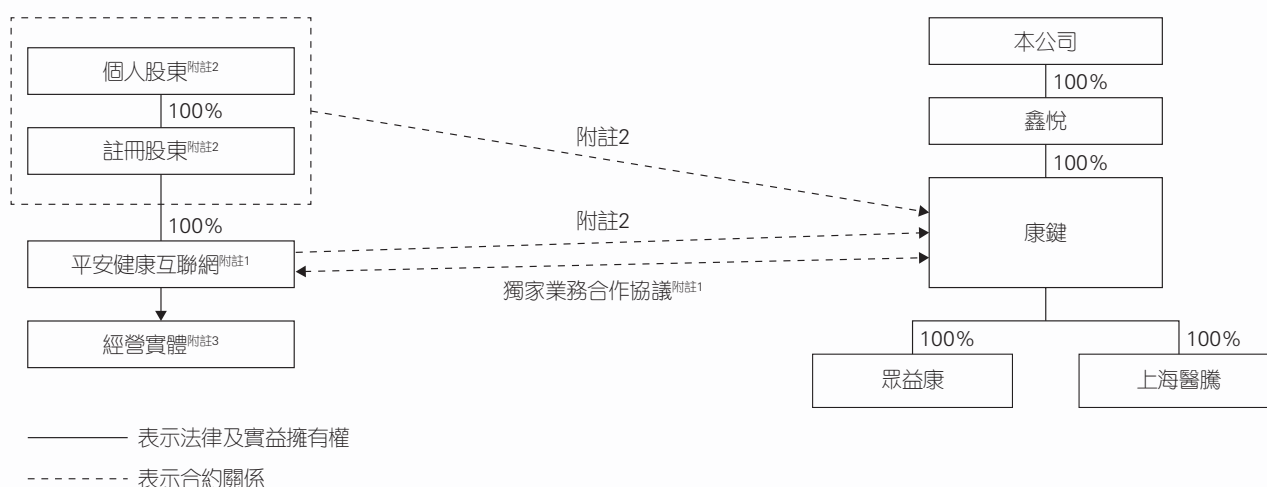 個人股東附註2
100%
註冊股東附註2
100%
平安健康互聯網附註1
經營實體附註3
附註2
附註2
獨家業務合作協議附註1
本公司
100%
鑫悅
100%
康鍵
100%
100%
眾益康
上海醫騰
表示法律及實益擁有權
表示合約關係